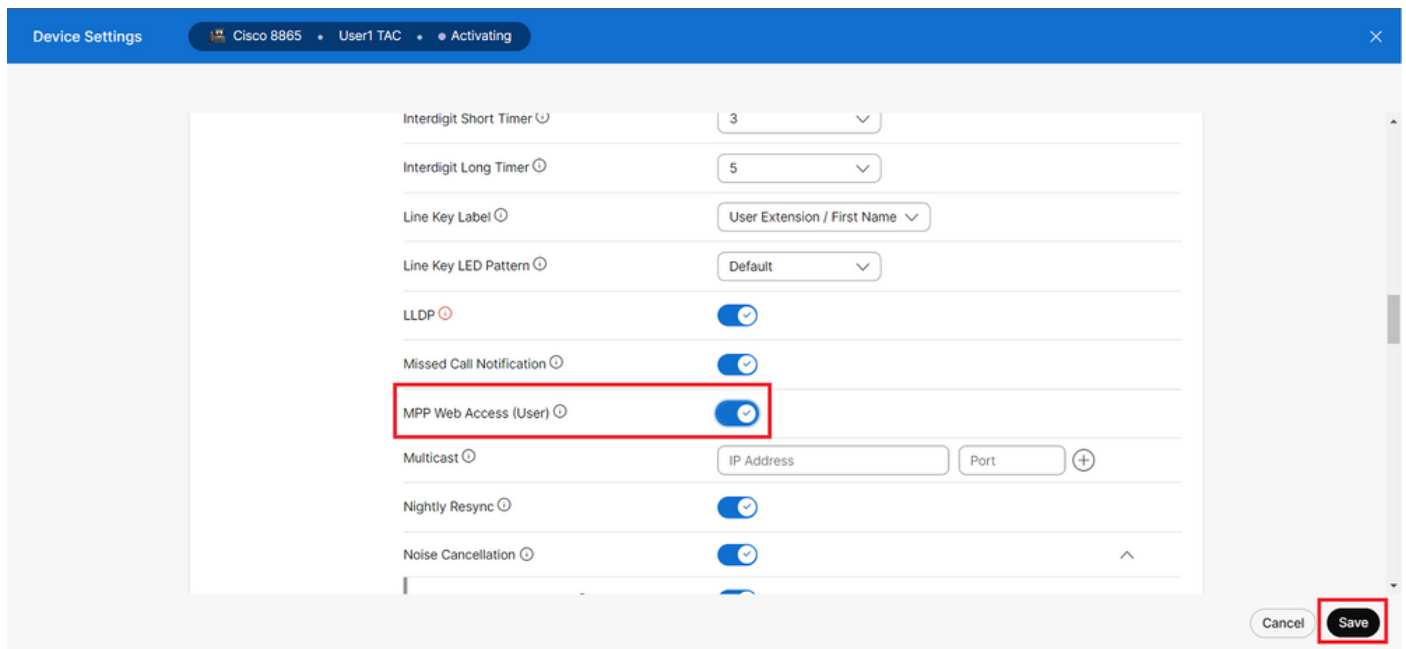 Device Settings
Cisco 8865 • User1 TAC • Activating
Interdigit Short Timer
3
Interdigit Long Timer
5
Line Key Label
User Extension / First Name
Line Key LED Pattern
Default
LLDP
Missed Call Notification
MPP Web Access (User)
Multicast
IP Address
Port
Nightly Resync
Noise Cancellation
Cancel
Save